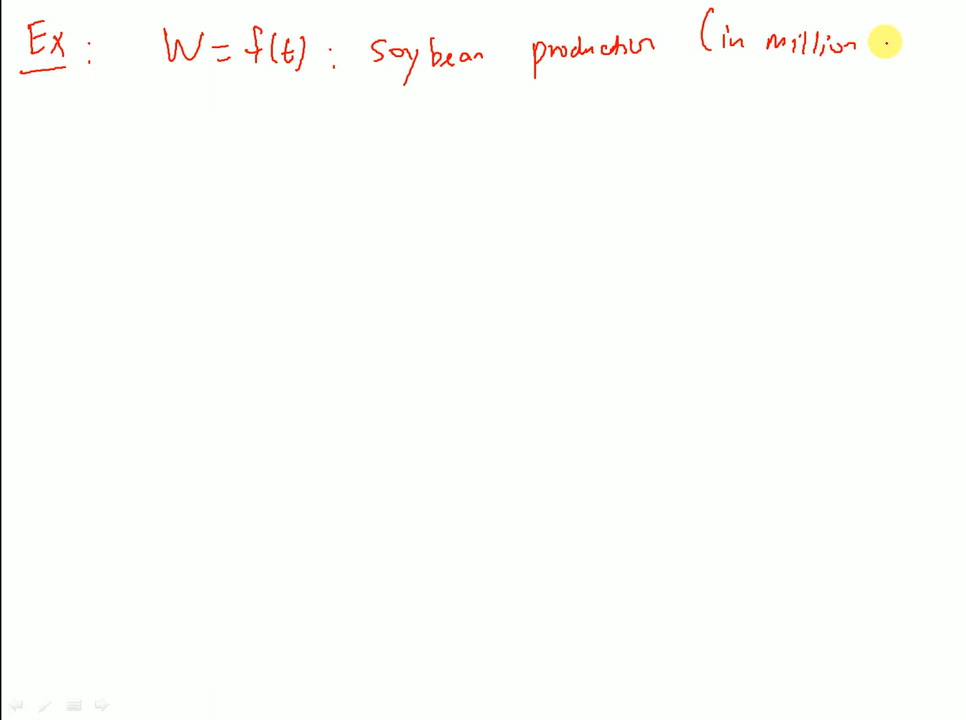 Ex : W = f(t) : soybean production (in million